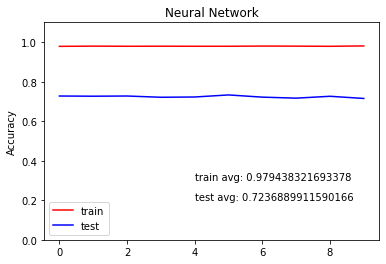 Neural Network
1.0
0.8
Accuracy
0.6
0.4
train avg: 0.979438321693378
0.2
test avg: 0.7236889911590166
train
test
0.0
0 2 4 6 8